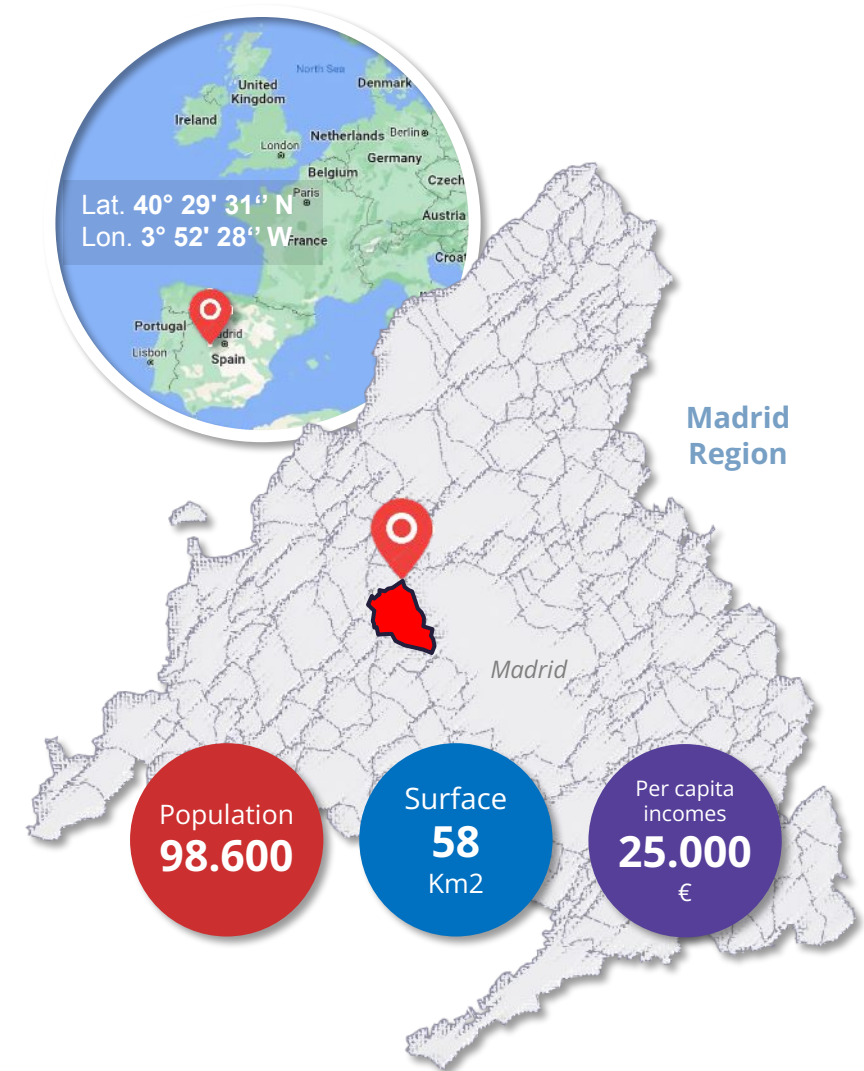 North Sea
United
Kingdom
Denmark
Ireland
Netherlands
Berlin
London
Germany
Belgium
Czech
Paris
Lat. 40° 29' 31‘’ N
Austria
Lon. 3° 52' 28‘’ W
France
Croat
Portugal
drid
Lisbon
Spain
Madrid
Region
Madrid
Population
98.600
Surface
58
Km2
Per capita
incomes
25.000
€